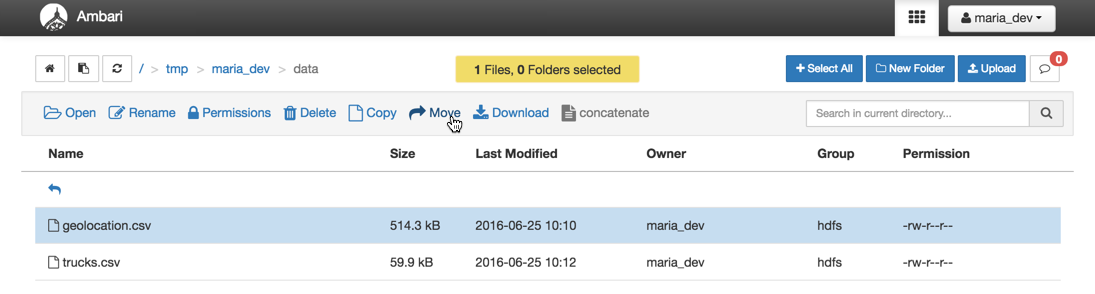 Ambari
maria_dev
/ > tmp > maria_dev > data
1 Files, 0 Folders selected
Select All New Folder Upload 0
Open Rename Permissions Delete Copy Move Download concatenate Search in current directory...
Name Size Last Modified Owner Group Permission
geolocation.csv 514.3 kB 2016-06-25 10:10 maria_dev hdfs -rw-r--r--
trucks.csv 59.9 kB 2016-06-25 10:12 maria_dev hdfs -rw-r--r--